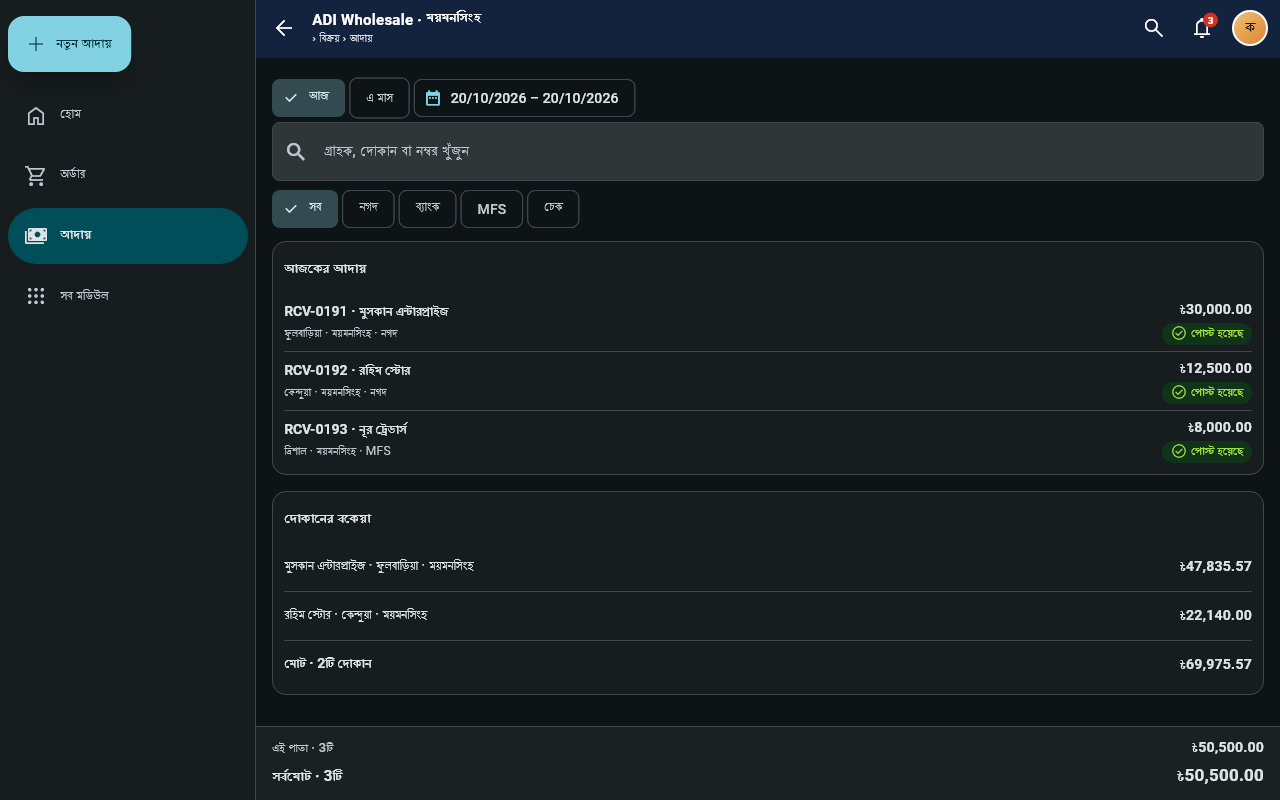 নতুন আদায়
হোম
অর্ডার
আদায়
সব মডিউল
ADI Wholesale · ময়মনসিংহ
› বিক্রয় › আদায়
3
ক
আজ
এ মাস
20/10/2026 – 20/10/2026
গ্রাহক, দোকান বা নম্বর খুঁজুন
সব
নগদ
ব্যাংক
MFS
চেক
আজকের আদায়
RCV-0191 · মুসকান এন্টারপ্রাইজ
৳30,000.00
ফুলবাড়িয়া · ময়মনসিংহ · নগদ
পোস্ট হয়েছে
RCV-0192 · রহিম স্টোর
৳12,500.00
কেন্দুয়া · ময়মনসিংহ · নগদ
পোস্ট হয়েছে
RCV-0193 · নূর ট্রেডার্স
৳8,000.00
ত্রিশাল · ময়মনসিংহ · MFS
পোস্ট হয়েছে
দোকানের বকেয়া
মুসকান এন্টারপ্রাইজ · ফুলবাড়িয়া · ময়মনসিংহ
৳47,835.57
রহিম স্টোর · কেন্দুয়া · ময়মনসিংহ
৳22,140.00
মোট · 2টি দোকান
৳69,975.57
এই পাতা · 3টি
৳50,500.00
সর্বমোট · 3টি
৳50,500.00